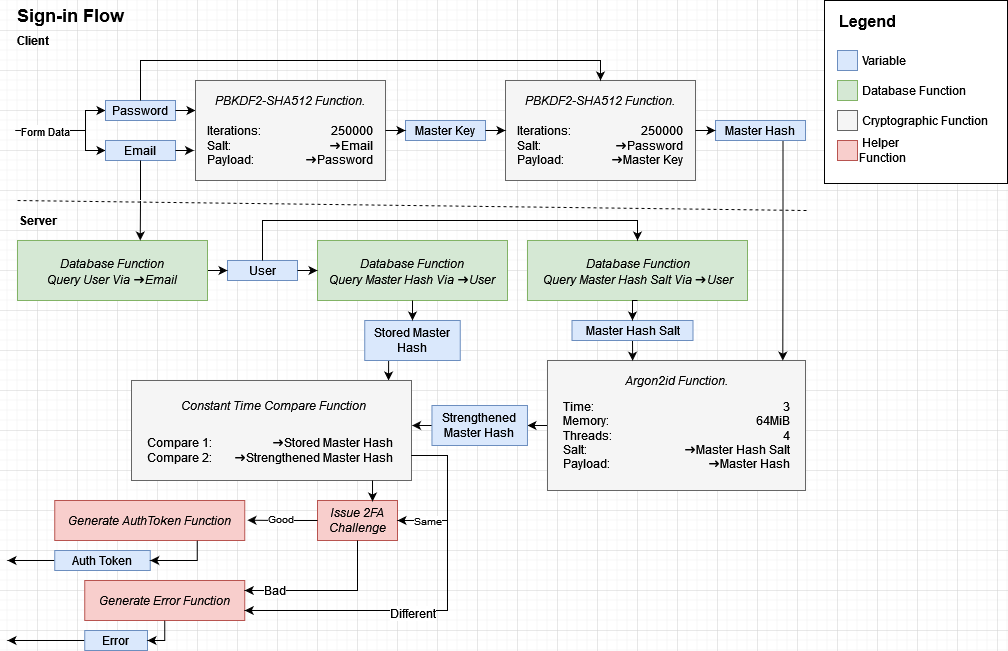 Sign-in Flow
Client
Legend
Variable
Database Function
Cryptographic Function
Helper
Function
Form Data
Password
Email
PBKDF2-SHA512 Function.
Iterations: 250000
Salt: →Email
Payload: →Password
Master Key
PBKDF2-SHA512 Function.
Iterations: 250000
Salt: →Password
Payload: →Master Key
Master Hash
Server
Database Function
Query User Via →Email
User
Database Function
Query Master Hash Via →User
Database Function
Query Master Hash Salt Via →User
Stored Master
Hash
Master Hash Salt
Constant Time Compare Function
Compare 1: →Stored Master Hash
Compare 2: →Strengthened Master Hash
Strengthened
Master Hash
Argon2id Function.
Time: 3
Memory: 64MiB
Threads: 4
Salt: →Master Hash Salt
Payload: →Master Hash
Generate AuthToken Function
Good
Issue 2FA
Challenge
Same
Auth Token
Bad
Generate Error Function
Different
Error